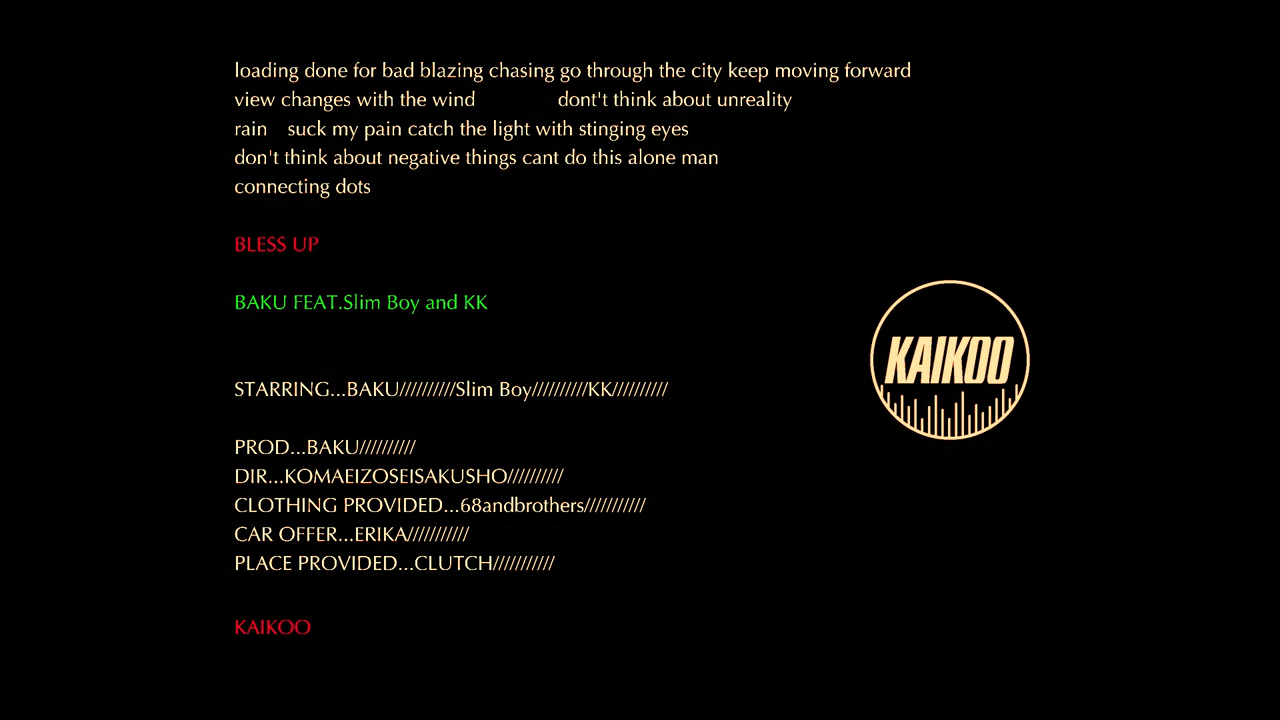 loading done for bad blazing chasing go through the city keep moving forward
view changes with the wind dont't think about unreality
rain suck my pain catch the light with stinging eyes
don't think about negative things cant do this alone man
connecting dots
BLESS UP
BAKU FEAT.Slim Boy and KK
KAIKOO
STARRING...BAKU//////////Slim Boy//////////KK//////////
PROD...BAKU//////////
DIR...KOMAEIZOSEISAKUSHO//////////
CLOTHING PROVIDED...68andbrothers///////////
CAR OFFER...ERIKA///////////
PLACE PROVIDED...CLUTCH///////////
KAIKOO